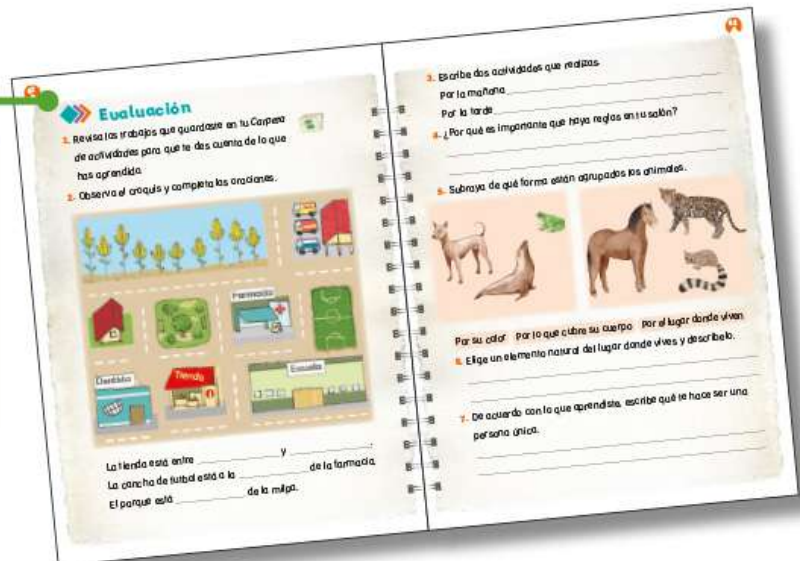 Evaluación
1. Revisa los trabajos que guardaste en tu Carpeta
de actividades para que te des cuenta de lo que
has aprendido.
2. Observa el croquis y completa las oraciones.
Farmacia
Dentista
Tienda
Escuela
La tienda está entre ____________ y ____________.
La cancha de futbol está a la ____________ de la farmacia.
El parque está ____________ de la milpa.
3. Escribe dos actividades que realizas.
Por la mañana
Por la tarde
4. ¿Por qué es importante que haya reglas en tu salón?
5. Subraya de qué forma están agrupados los animales.
Por su color Por lo que cubre su cuerpo Por el lugar donde viven
6. Elige un elemento natural del lugar donde vives y descríbelo.
7. De acuerdo con lo que aprendiste, escribe qué te hace ser una
persona única.